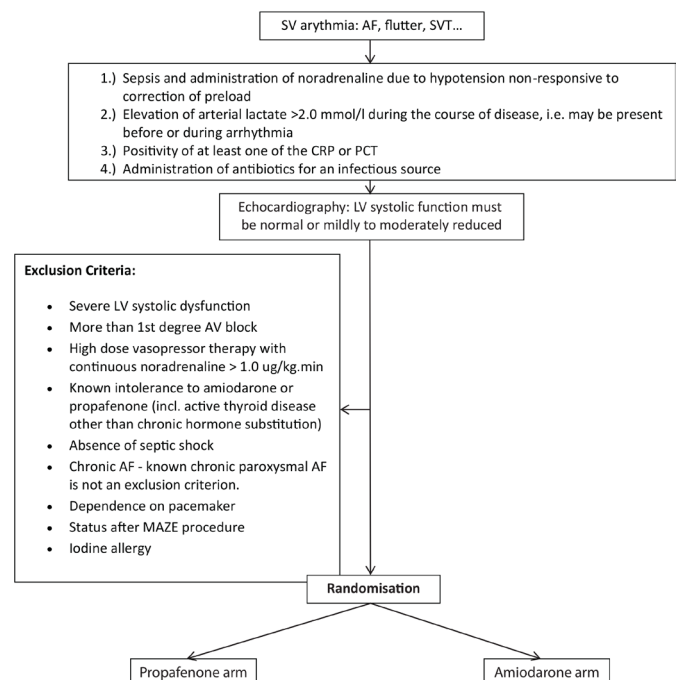 SV arythmia: AF, flutter, SVT...
1.) Sepsis and administration of noradrenaline due to hypotension non-responsive to
correction of preload
2.) Elevation of arterial lactate >2.0 mmol/l during the course of disease, i.e. may be present
before or during arrhythmia
3.) Positivity of at least one of the CRP or PCT
4.) Administration of antibiotics for an infectious source
Echocardiography: LV systolic function must
be normal or mildly to moderately reduced
Exclusion Criteria:
• Severe LV systolic dysfunction
• More than 1st degree AV block
• High dose vasopressor therapy with
continuous noradrenaline > 1.0 ug/kg.min
• Known intolerance to amiodarone or
propafenone (incl. active thyroid disease
other than chronic hormone substitution)
• Absence of septic shock
• Chronic AF - known chronic paroxysmal AF
is not an exclusion criterion.
• Dependence on pacemaker
• Status after MAZE procedure
• Iodine allergy
Randomisation
Propafenone arm
Amiodarone arm